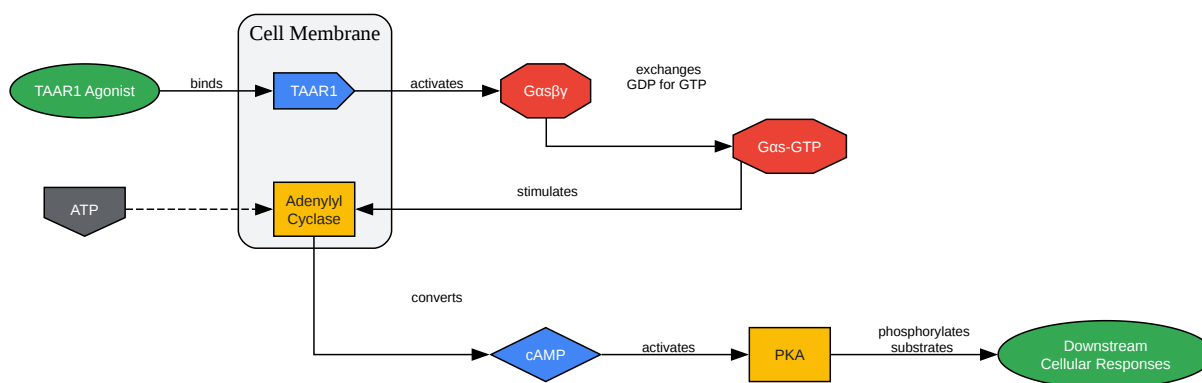 Cell Membrane
TAAR1 Agonist
binds
TAAR1
activates
Gαsβγ
exchanges
GDP for GTP
Gαs-GTP
ATP
Adenylyl
Cyclase
stimulates
converts
cAMP
activates
PKA
phosphorylates
substrates
Downstream
Cellular Responses